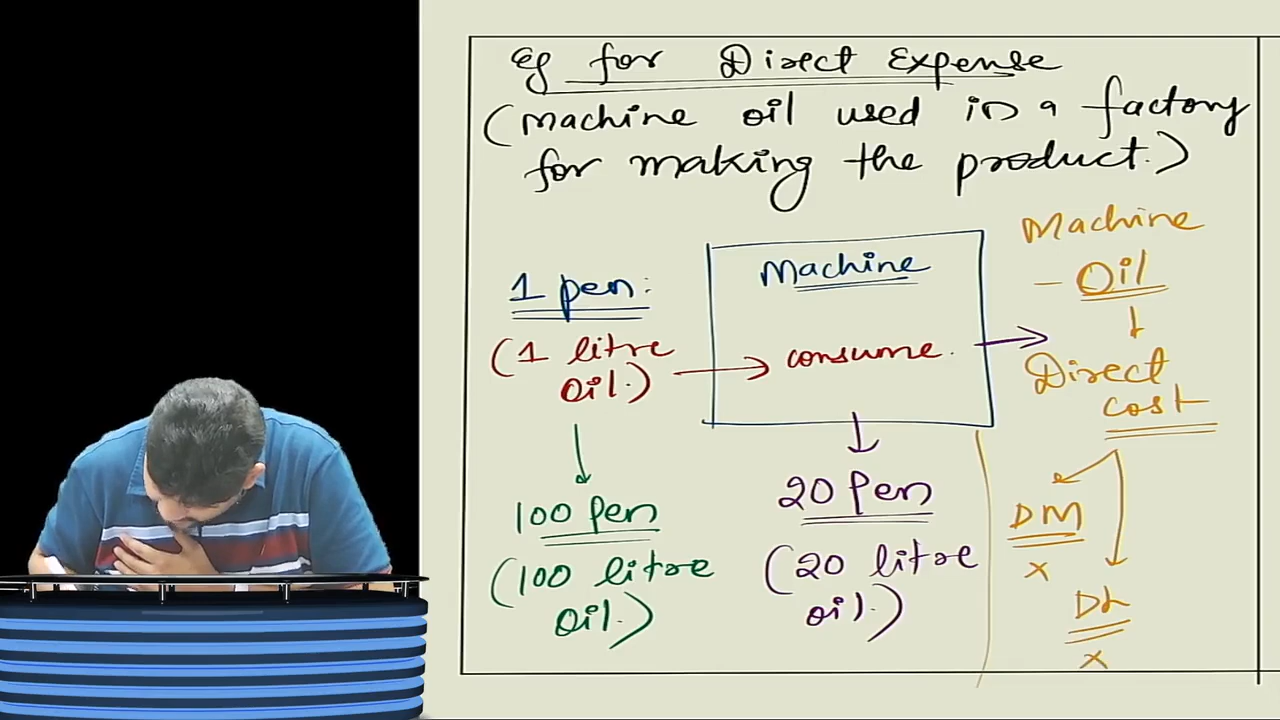 Eg for Direct Expense
(Machine oil used in a factory
for making the product.)
1 pen:
(1 litre
oil.)
100 Pen
(100 litre
oil.)
Machine
consume.
20 Pen
(20 litre
oil.)
Machine
- Oil
Direct
cost
DM
x
DL
x